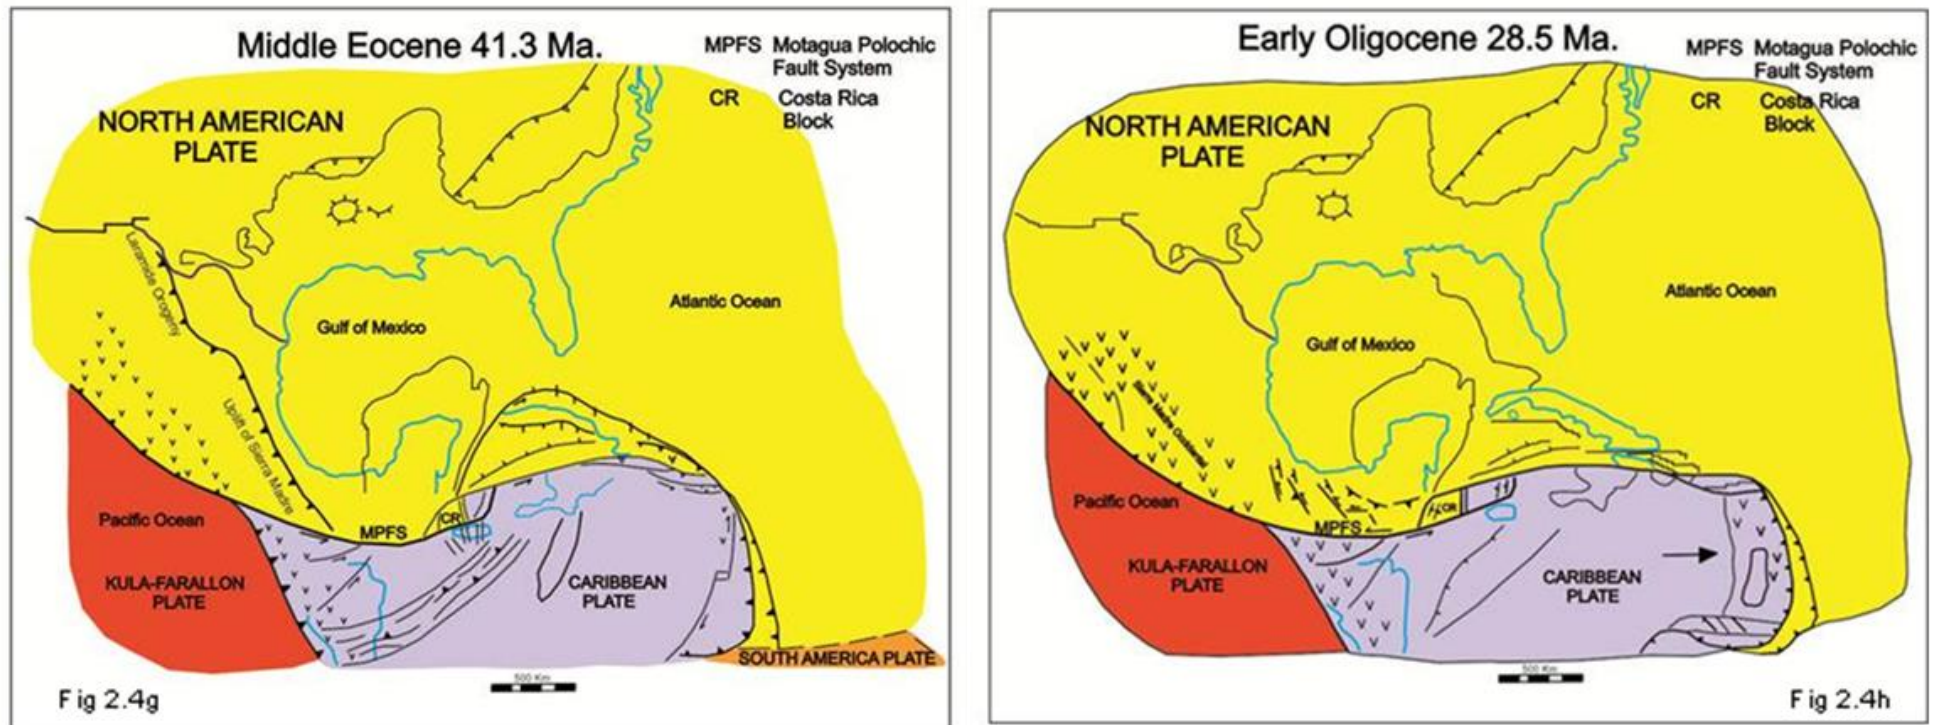 Middle Eocene 41.3 Ma.
MPFS Motagua Polochic
Fault System
CR Costa Rica
Block
NORTH AMERICAN
PLATE
Laramide Orogeny
Atlantic Ocean
Gulf of Mexico
Uplift of Sierra Madre
Pacific Ocean
MPFS
CR
KULA-FARALLON
PLATE
CARIBBEAN
PLATE
SOUTH AMERICA PLATE
500 Km
Fig 2.4g
Early Oligocene 28.5 Ma.
MPFS Motagua Polochic
Fault System
CR Costa Rica
Block
NORTH AMERICAN
PLATE
Atlantic Ocean
Gulf of Mexico
Sierra Madre Occidental
Pacific Ocean
MPFS
CR
KULA-FARALLON
PLATE
CARIBBEAN
PLATE
500 Km
Fig 2.4h